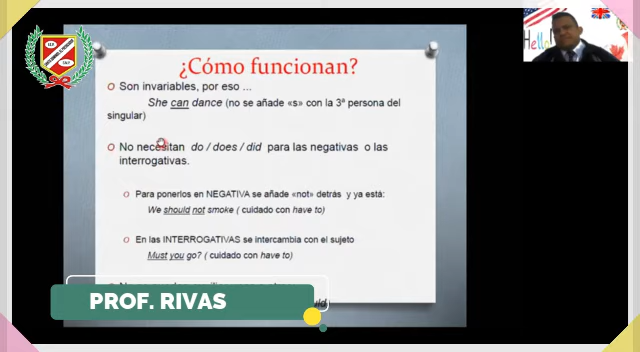 Hello!
¿Cómo funcionan?
Son invariables, por eso ...
She can dance (no se añade «s» con la 3ª persona del
singular)
No necesitan do / does / did para las negativas o las
interrogativas.
Para ponerlos en NEGATIVA se añade «not» detrás y ya está:
We should not smoke ( cuidado con have to)
En las INTERROGATIVAS se intercambia con el sujeto
Must you go? ( cuidado con have to)
PROF. RIVAS